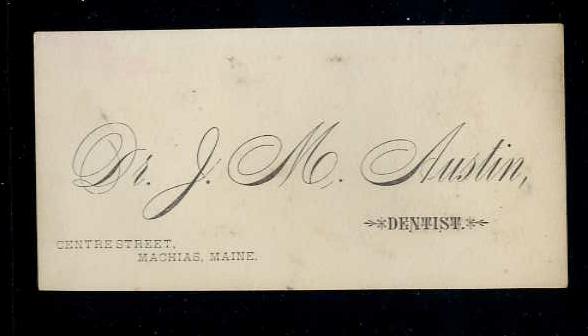 Dr. J. M. Austin,
DENTIST.
CENTRE STREET,
MACHIAS, MAINE.